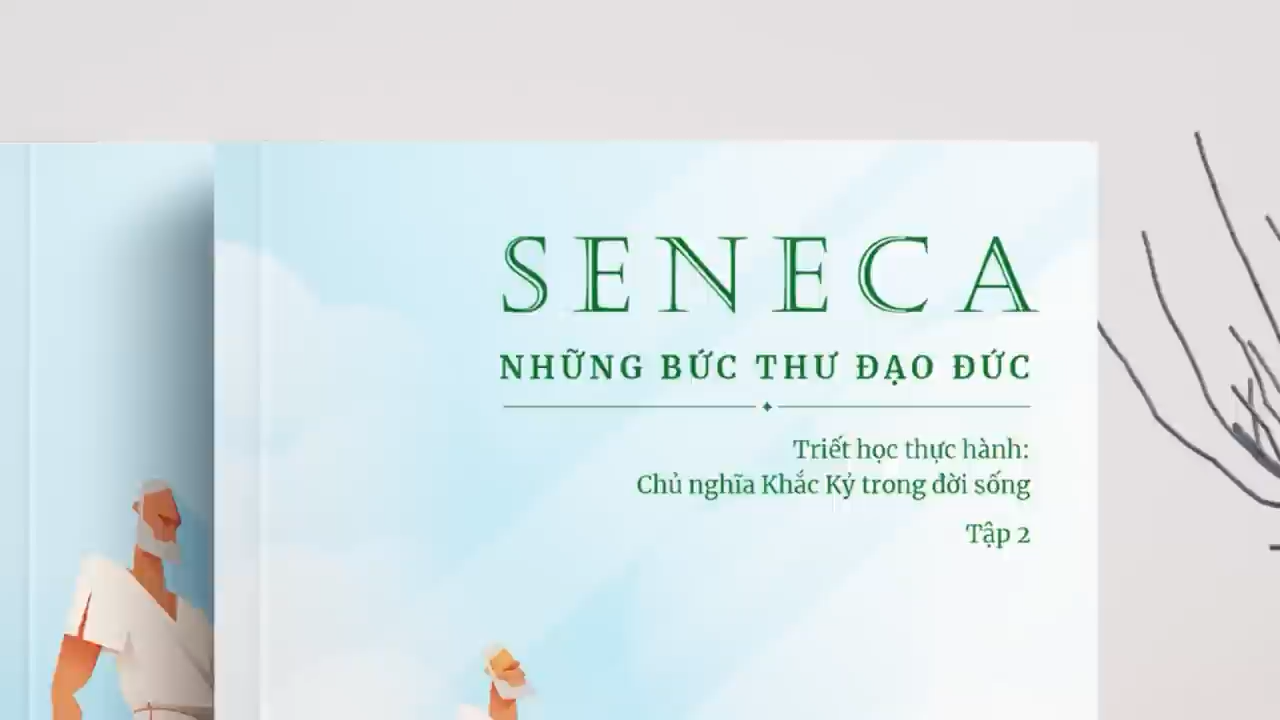 SENECA
NHỮNG BỨC THƯ ĐẠO ĐỨC
Triết học thực hành:
Chủ nghĩa Khắc Kỷ trong đời sống
Tập 2